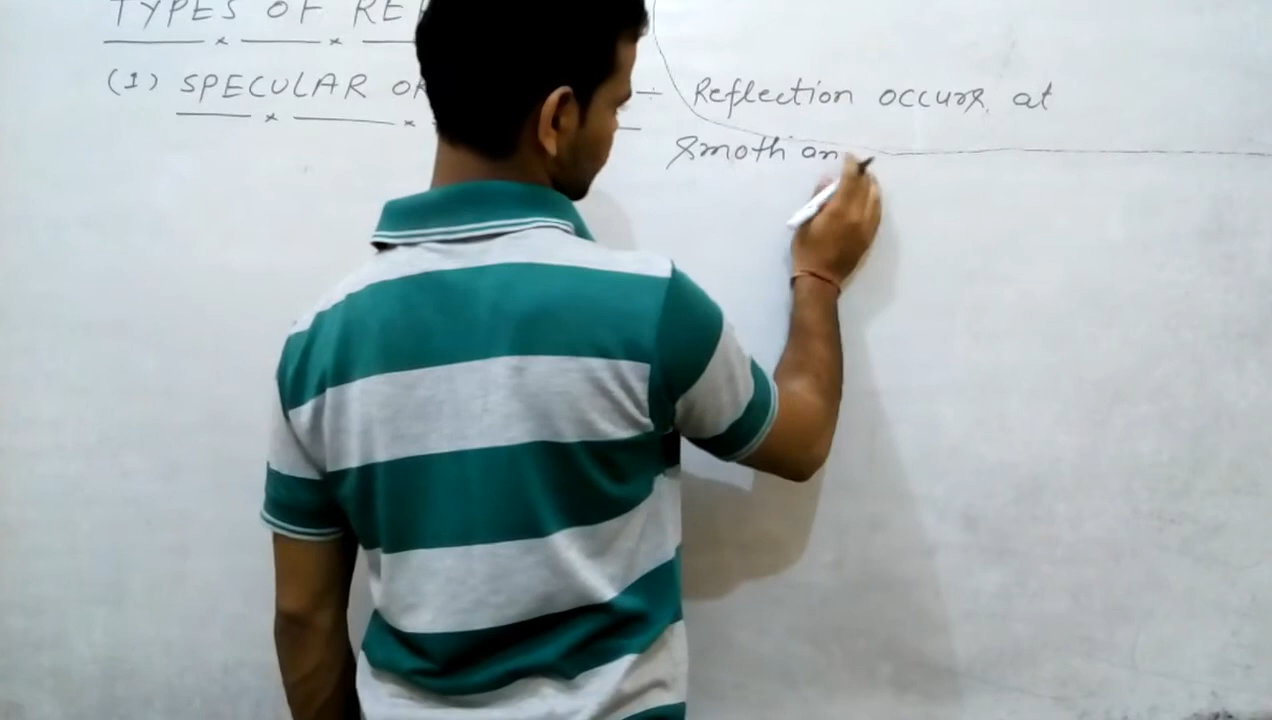 TYPES OF RE
(1) SPECULAR OR :- Reflection occurs at
smoth an